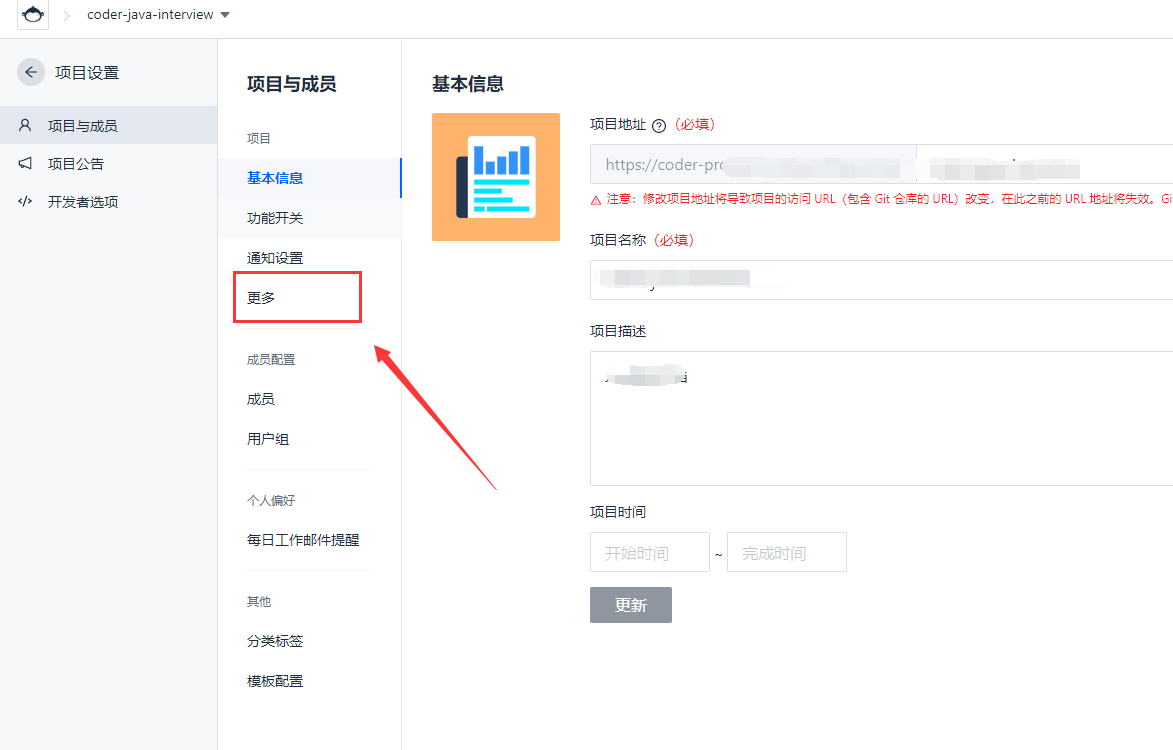 coder-java-interview
项目设置
项目与成员
项目公告
开发者选项
项目与成员
项目
基本信息
功能开关
通知设置
更多
成员配置
成员
用户组
个人偏好
每日工作邮件提醒
其他
分类标签
模板配置
基本信息
项目地址 (必填)
https://coder-pr
注意：修改项目地址将导致项目的访问 URL（包含 Git 仓库的 URL）改变，在此之前的 URL 地址将失效。Gi
项目名称 (必填)
项目描述
项目时间
开始时间 ~ 完成时间
更新